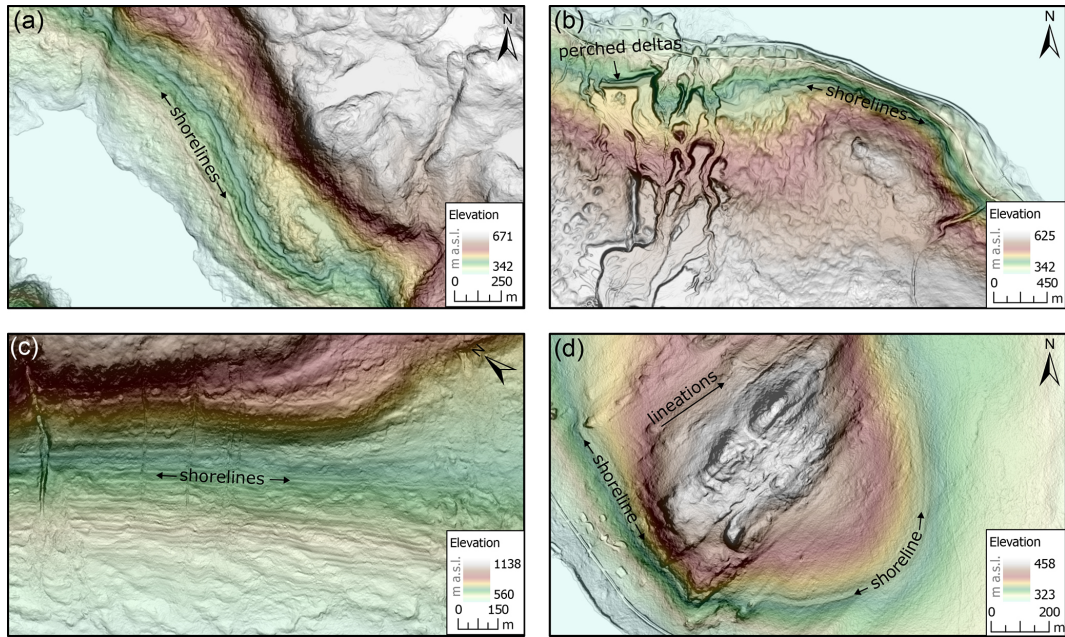 (a)
N
shorelines
Elevation
m a.s.l.
671
342
0 250
m
(b)
N
perched deltas
shorelines
Elevation
m a.s.l.
625
342
0 450
m
(c)
N
shorelines
Elevation
m a.s.l.
1138
560
0 150
m
(d)
N
lineations
shoreline
shoreline
Elevation
m a.s.l.
458
323
0 200
m